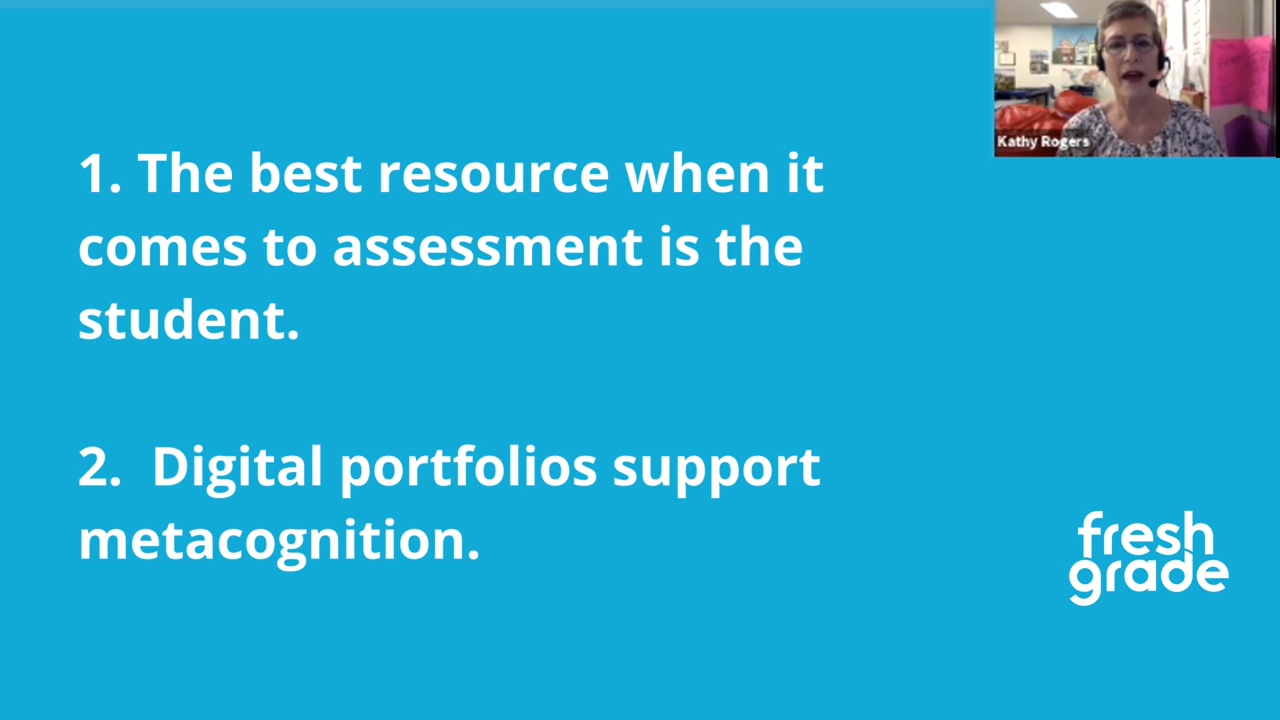 1. The best resource when it
comes to assessment is the
student.
2. Digital portfolios support
metacognition.
Kathy Rogers
fresh
grade